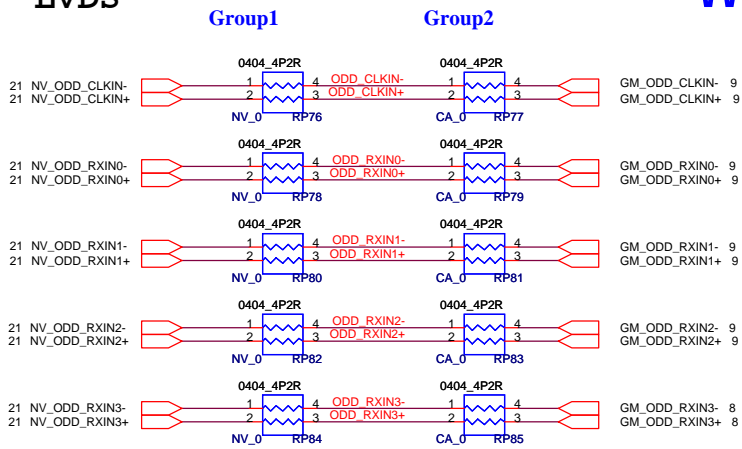 LVDS
Group1 Group2
0404_4P2R 0404_4P2R
21 NV_ODD_CLKIN- 1 4 ODD_CLKIN- 1 4 GM_ODD_CLKIN- 9
21 NV_ODD_CLKIN+ 2 3 ODD_CLKIN+ 2 3 GM_ODD_CLKIN+ 9
NV_0 RP76 CA_0 RP77
0404_4P2R 0404_4P2R
21 NV_ODD_RXIN0- 1 4 ODD_RXIN0- 1 4 GM_ODD_RXIN0- 9
21 NV_ODD_RXIN0+ 2 3 ODD_RXIN0+ 2 3 GM_ODD_RXIN0+ 9
NV_0 RP78 CA_0 RP79
0404_4P2R 0404_4P2R
21 NV_ODD_RXIN1- 1 4 ODD_RXIN1- 1 4 GM_ODD_RXIN1- 9
21 NV_ODD_RXIN1+ 2 3 ODD_RXIN1+ 2 3 GM_ODD_RXIN1+ 9
NV_0 RP80 CA_0 RP81
0404_4P2R 0404_4P2R
21 NV_ODD_RXIN2- 1 4 ODD_RXIN2- 1 4 GM_ODD_RXIN2- 9
21 NV_ODD_RXIN2+ 2 3 ODD_RXIN2+ 2 3 GM_ODD_RXIN2+ 9
NV_0 RP82 CA_0 RP83
0404_4P2R 0404_4P2R
21 NV_ODD_RXIN3- 1 4 ODD_RXIN3- 1 4 GM_ODD_RXIN3- 8
21 NV_ODD_RXIN3+ 2 3 ODD_RXIN3+ 2 3 GM_ODD_RXIN3+ 8
NV_0 RP84 CA_0 RP85